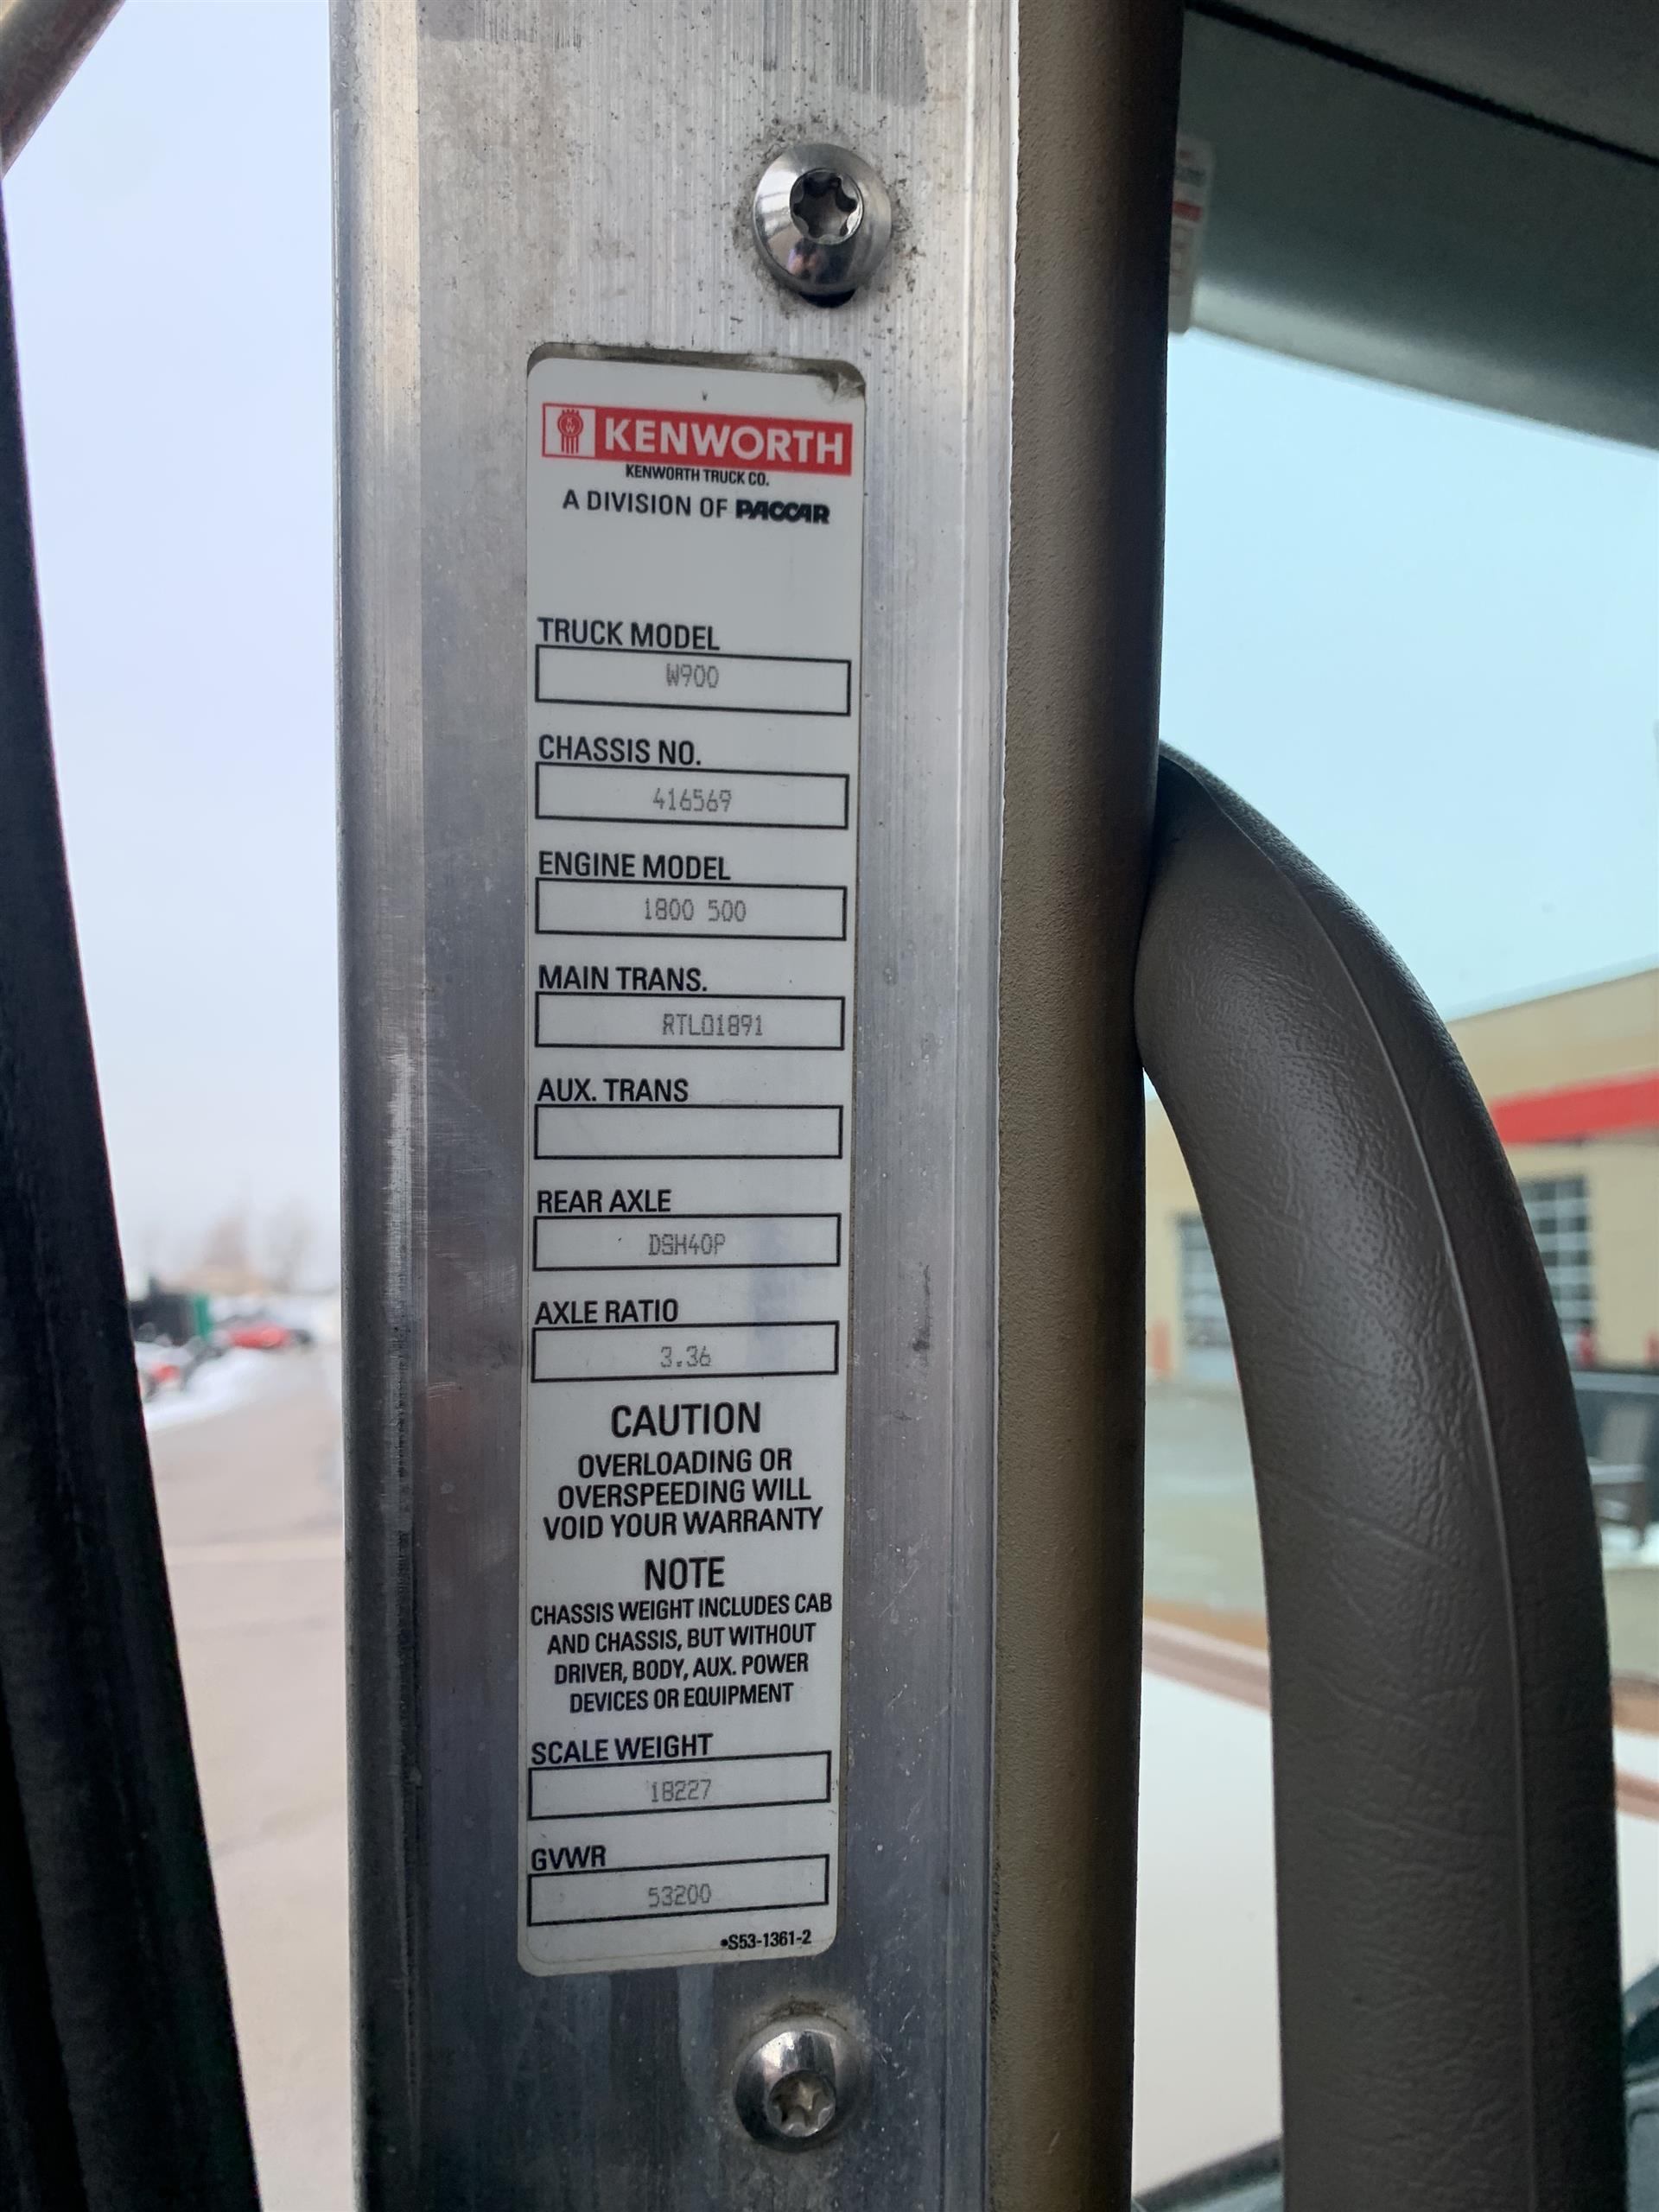 KW KENWORTH
KENWORTH TRUCK CO.
A DIVISION OF PACCAR
TRUCK MODEL
W900
CHASSIS NO.
416569
ENGINE MODEL
1800 500
MAIN TRANS.
RTLO1891
AUX. TRANS
REAR AXLE
DSH40P
AXLE RATIO
3.36
CAUTION
OVERLOADING OR
OVERSPEEDING WILL
VOID YOUR WARRANTY
NOTE
CHASSIS WEIGHT INCLUDES CAB
AND CHASSIS, BUT WITHOUT
DRIVER, BODY, AUX. POWER
DEVICES OR EQUIPMENT
SCALE WEIGHT
18227
GVWR
53200
•S53-1361-2